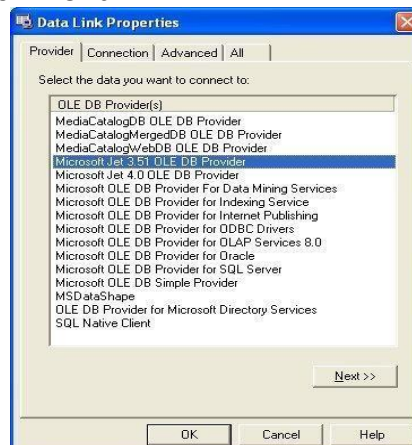 Data Link Properties
Provider Connection Advanced All
Select the data you want to connect to:
OLE DB Provider(s)
MediaCatalogDB OLE DB Provider
MediaCatalogMergedDB OLE DB Provider
MediaCatalogWebDB OLE DB Provider
Microsoft Jet 3.51 OLE DB Provider
Microsoft Jet 4.0 OLE DB Provider
Microsoft OLE DB Provider For Data Mining Services
Microsoft OLE DB Provider for Indexing Service
Microsoft OLE DB Provider for Internet Publishing
Microsoft OLE DB Provider for ODBC Drivers
Microsoft OLE DB Provider for OLAP Services 8.0
Microsoft OLE DB Provider for Oracle
Microsoft OLE DB Provider for SQL Server
Microsoft OLE DB Simple Provider
MSDataShape
OLE DB Provider for Microsoft Directory Services
SQL Native Client
Next >>
OK Cancel Help